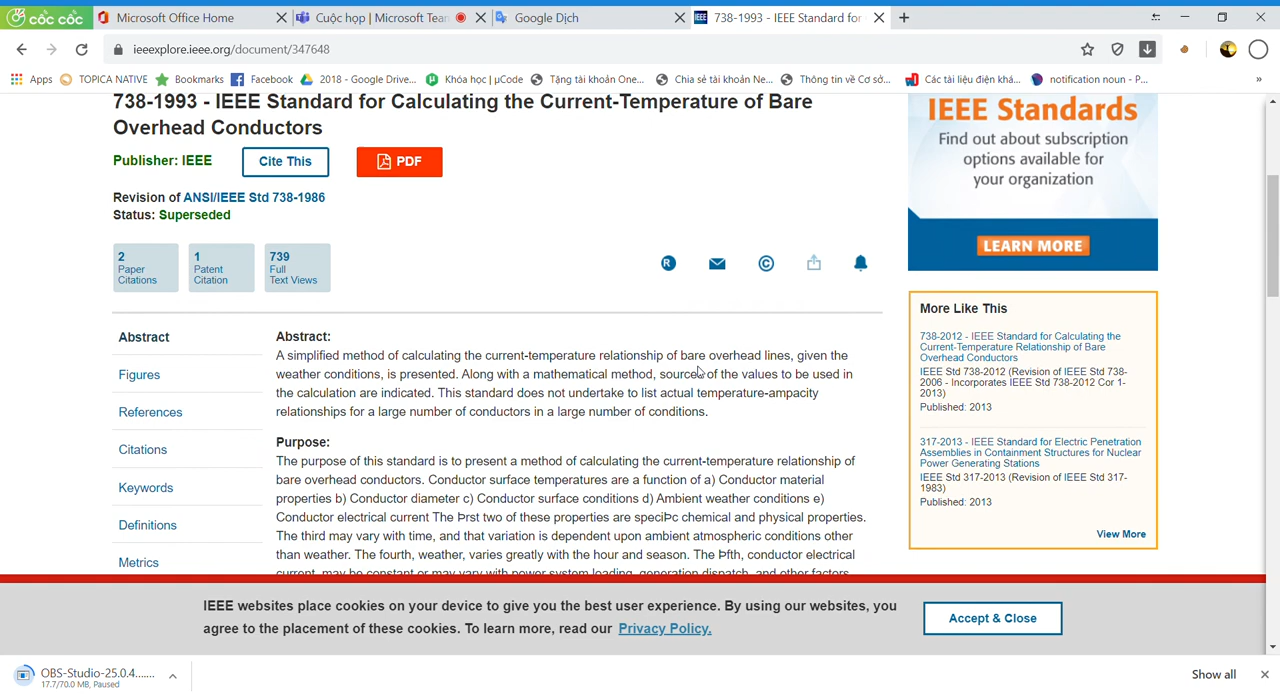 cốc cốc
Microsoft Office Home
Cuộc họp | Microsoft Tean
Google Dịch
738-1993 - IEEE Standard for
ieeexplore.ieee.org/document/347648
Apps
TOPICA NATIVE
Bookmarks
Facebook
2018 - Google Drive...
Khóa học | µCode
Tặng tài khoản One...
Chia sẻ tài khoản Ne...
Thông tin về Cơ sở...
Các tài liệu điện khá...
notification noun - P...
»
738-1993 - IEEE Standard for Calculating the Current-Temperature of Bare
Overhead Conductors
Publisher: IEEE
Cite This
PDF
Revision of ANSI/IEEE Std 738-1986
Status: Superseded
2
Paper
Citations
1
Patent
Citation
739
Full
Text Views
Abstract
Figures
References
Citations
Keywords
Definitions
Metrics
Abstract:
A simplified method of calculating the current-temperature relationship of bare overhead lines, given the
weather conditions, is presented. Along with a mathematical method, sources of the values to be used in
the calculation are indicated. This standard does not undertake to list actual temperature-ampacity
relationships for a large number of conductors in a large number of conditions.
Purpose:
The purpose of this standard is to present a method of calculating the current-temperature relationship of
bare overhead conductors. Conductor surface temperatures are a function of a) Conductor material
properties b) Conductor diameter c) Conductor surface conditions d) Ambient weather conditions e)
Conductor electrical current The Þrst two of these properties are speciÞc chemical and physical properties.
The third may vary with time, and that variation is dependent upon ambient atmospheric conditions other
than weather. The fourth, weather, varies greatly with the hour and season. The Þfth, conductor electrical
current, may be constant or may vary with power system loading, generation dispatch, and other factors
IEEE Standards
Find out about subscription
options available for
your organization
LEARN MORE
More Like This
738-2012 - IEEE Standard for Calculating the
Current-Temperature Relationship of Bare
Overhead Conductors
IEEE Std 738-2012 (Revision of IEEE Std 738-
2006 - Incorporates IEEE Std 738-2012 Cor 1-
2013)
Published: 2013
317-2013 - IEEE Standard for Electric Penetration
Assemblies in Containment Structures for Nuclear
Power Generating Stations
IEEE Std 317-2013 (Revision of IEEE Std 317-
1983)
Published: 2013
View More
IEEE websites place cookies on your device to give you the best user experience. By using our websites, you
agree to the placement of these cookies. To learn more, read our Privacy Policy.
Accept & Close
OBS-Studio-25.0.4......
17.7/70.0 MB, Paused
Show all